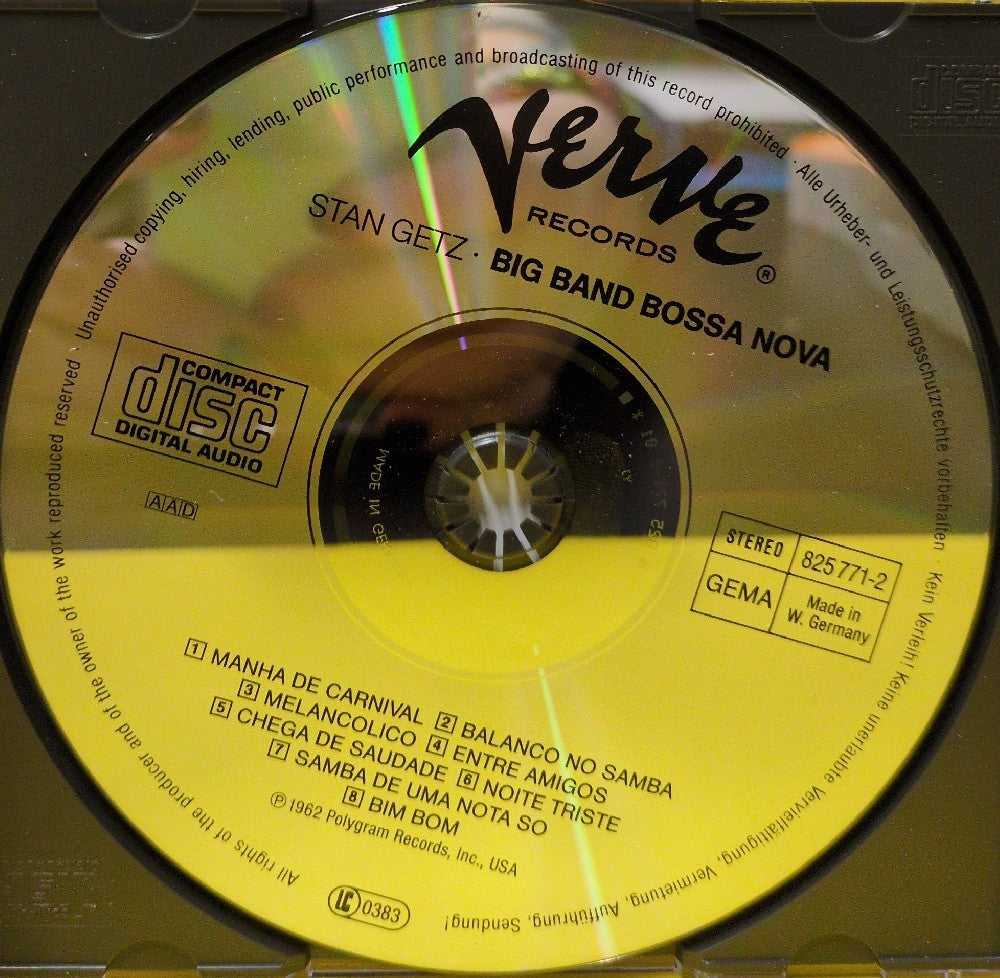 Unauthorised copying, hiring, lending, public performance and broadcasting of this record prohibited · Alle Urheber- und Leistungsschutzrechte vorbehalten · Kein Verleih! Keine unerlaubte Vervielfältigung, Vermietung, Aufführung, Sendung!
All rights of the producer and of the owner of the work reproduced reserved ·
Verve
RECORDS
®
STAN GETZ · BIG BAND BOSSA NOVA
COMPACT
disc
DIGITAL AUDIO
AAD
STEREO
825 771-2
GEMA
Made in
W. Germany
MADE IN
1 MANHA DE CARNIVAL 2 BALANCO NO SAMBA
3 MELANCOLICO 4 ENTRE AMIGOS
5 CHEGA DE SAUDADE 6 NOITE TRISTE
7 SAMBA DE UMA NOTA SO
8 BIM BOM
℗ 1962 Polygram Records, Inc., USA
LC 0383